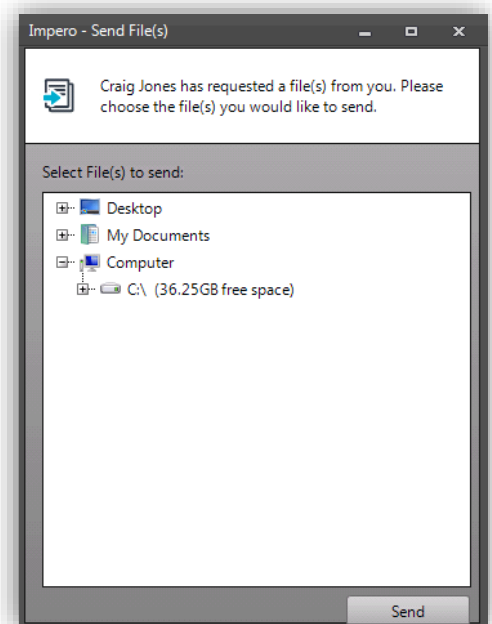 Impero - Send File(s)
Craig Jones has requested a file(s) from you. Please
choose the file(s) you would like to send.
Select File(s) to send:
Desktop
My Documents
Computer
C:\ (36.25GB free space)
Send